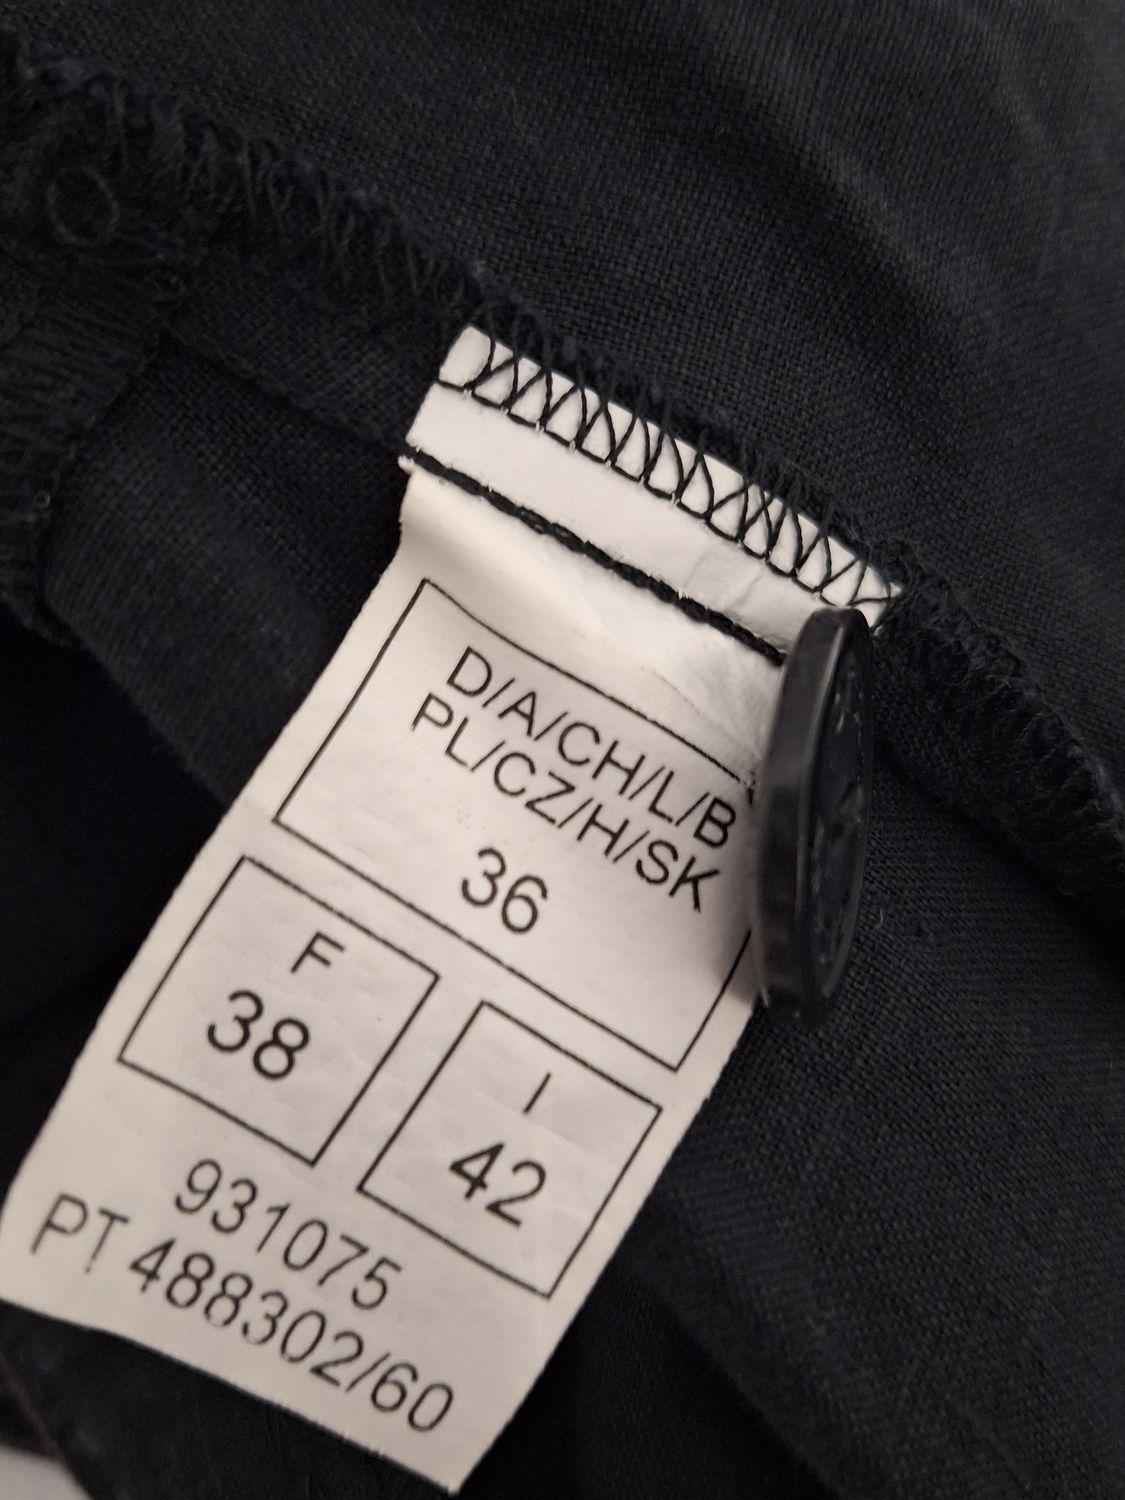 D/A/CH/L/B
PL/CZ/H/SK
36
F
38
I
42
931075
PT 488302/60